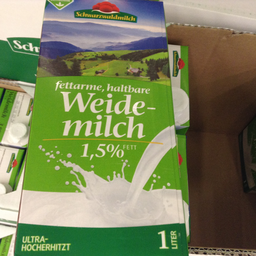 Schwarzwaldmilch
fettarme, haltbare
Weide-
milch
1,5% FETT
ULTRA-
HOCHERHITZT
1 LITER